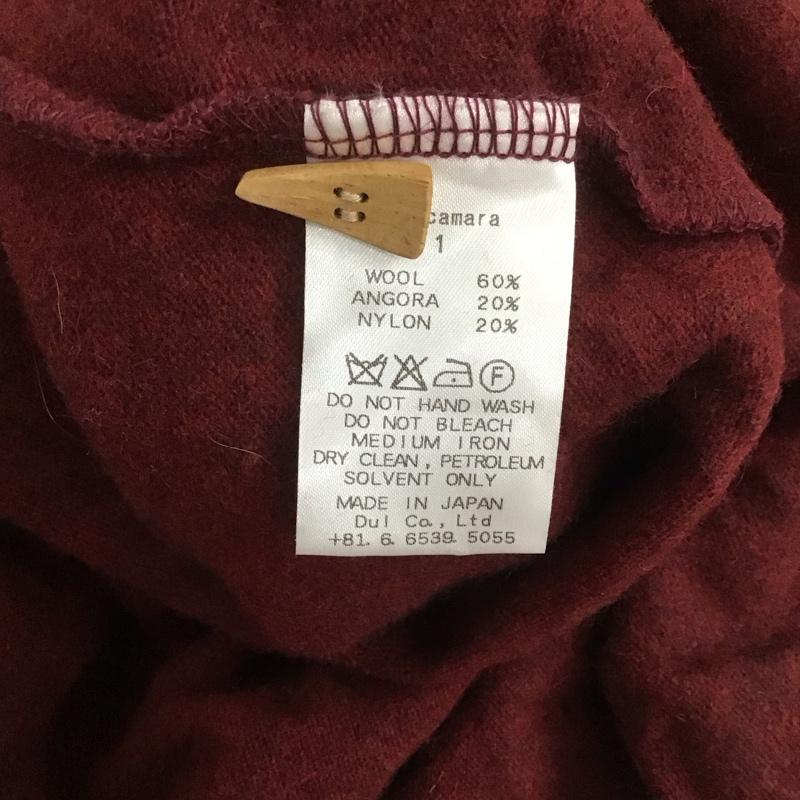 camara
1
WOOL 60%
ANGORA 20%
NYLON 20%
F
DO NOT HAND WASH
DO NOT BLEACH
MEDIUM IRON
DRY CLEAN, PETROLEUM
SOLVENT ONLY
MADE IN JAPAN
Dul Co., Ltd
+81. 6. 6539. 5055